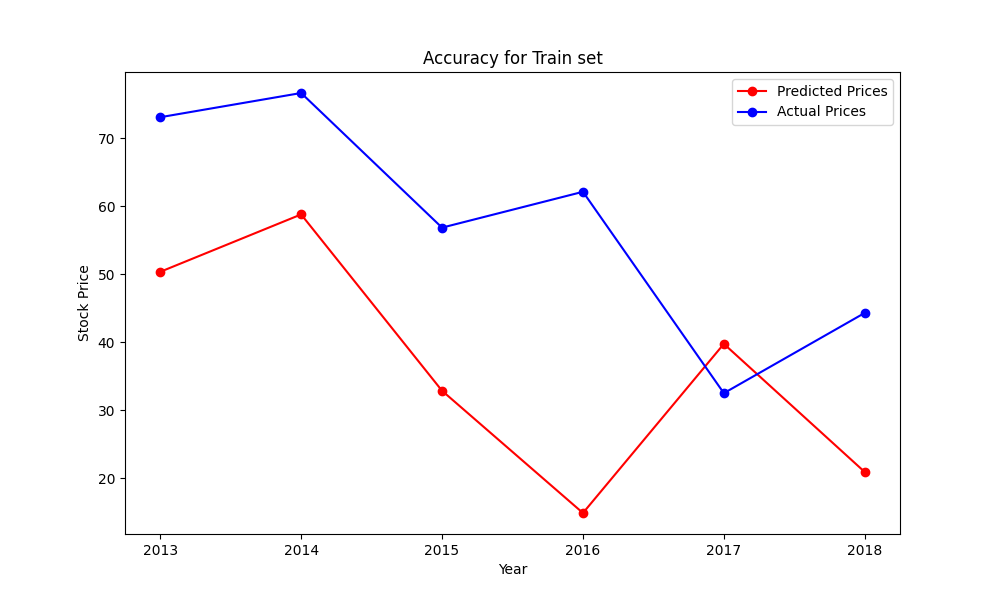 Accuracy for Train set
Predicted Prices
Actual Prices
70
60
50
40
30
20
Stock Price
2013 2014 2015 2016 2017 2018
Year